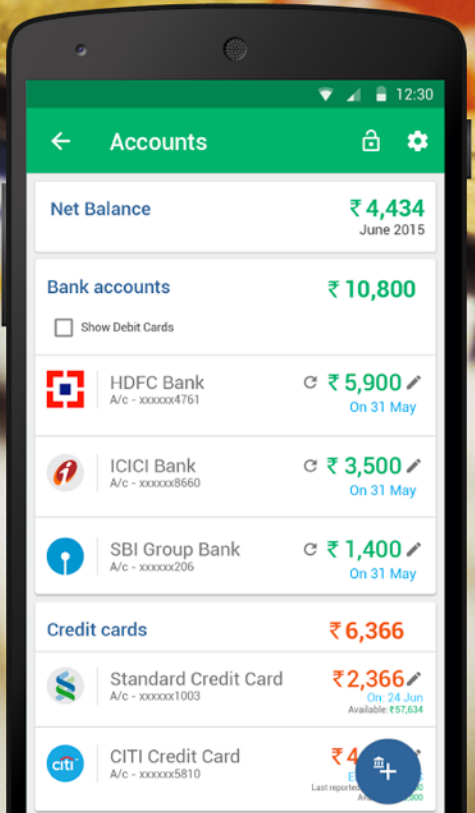 12:30
Accounts
Net Balance ₹ 4,434
June 2015
Bank accounts ₹ 10,800
Show Debit Cards
HDFC Bank ₹ 5,900
A/c - xxxxxx4761
On 31 May
ICICI Bank ₹ 3,500
A/c - xxxxxx8660
On 31 May
SBI Group Bank ₹ 1,400
A/c - xxxxxx206
On 31 May
Credit cards ₹6,366
Standard Credit Card ₹2,366
A/c - xxxxxx1003
On: 24 Jun
Available: ₹57,634
citi
CITI Credit Card
A/c - xxxxxx5810
Last reported